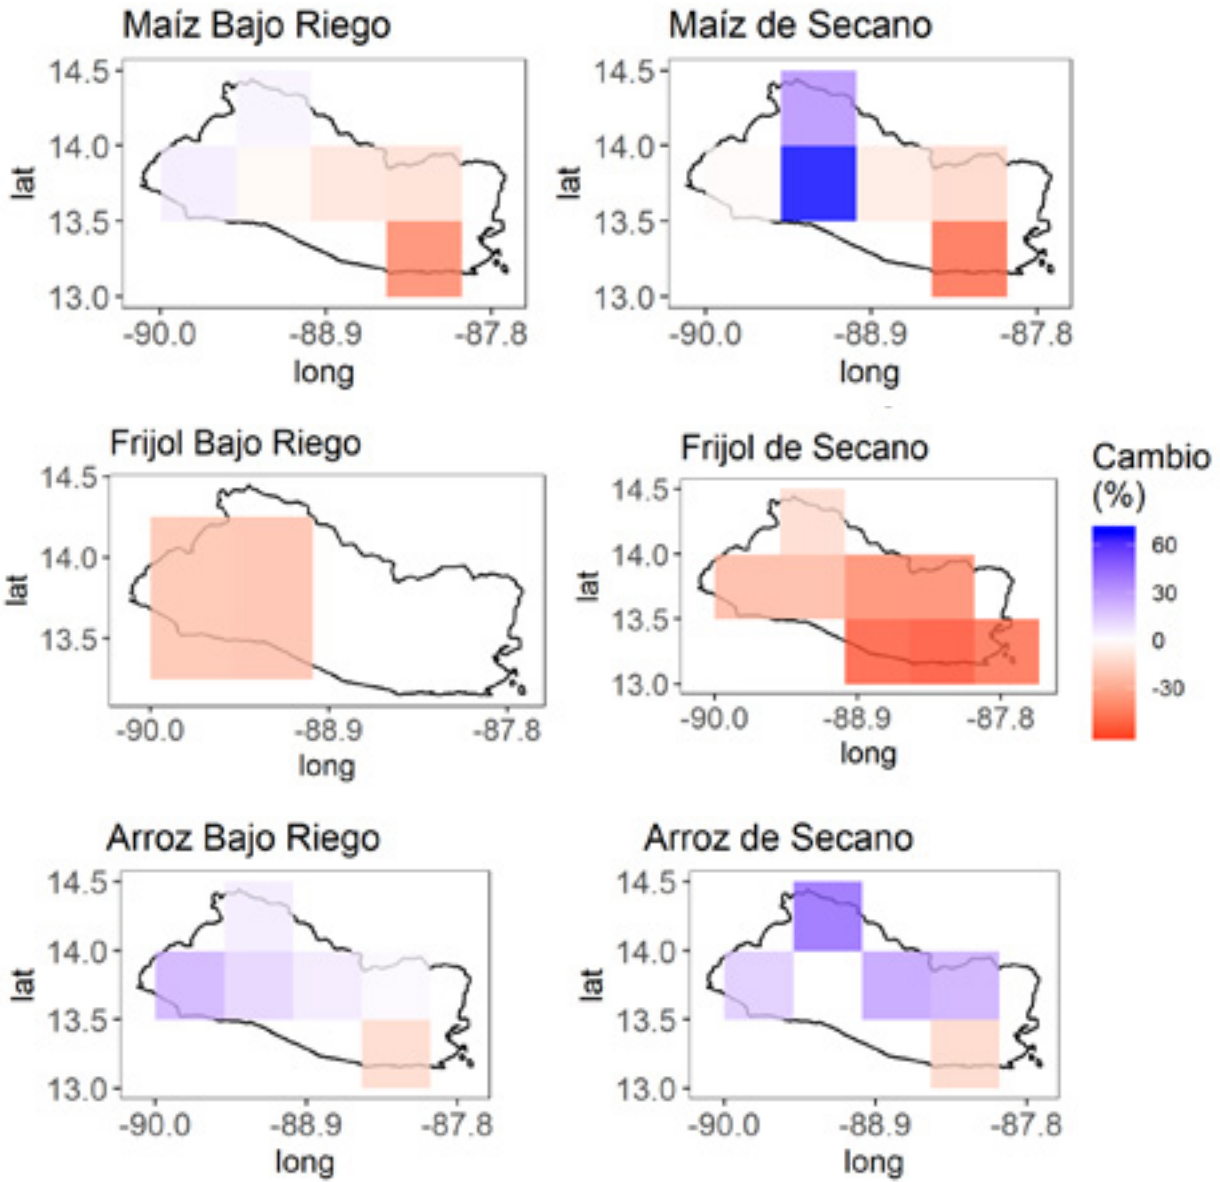 Maíz Bajo Riego
14.5
14.0
13.5
13.0
lat
-90.0 -88.9 -87.8
long
Maíz de Secano
14.5
14.0
13.5
13.0
lat
-90.0 -88.9 -87.8
long
Frijol Bajo Riego
14.5
14.0
13.5
lat
-90.0 -88.9 -87.8
long
Frijol de Secano
14.5
14.0
13.5
13.0
lat
-90.0 -88.9 -87.8
long
Cambio
(%)
60
30
0
-30
Arroz Bajo Riego
14.5
14.0
13.5
13.0
lat
-90.0 -88.9 -87.8
long
Arroz de Secano
14.5
14.0
13.5
13.0
lat
-90.0 -88.9 -87.8
long